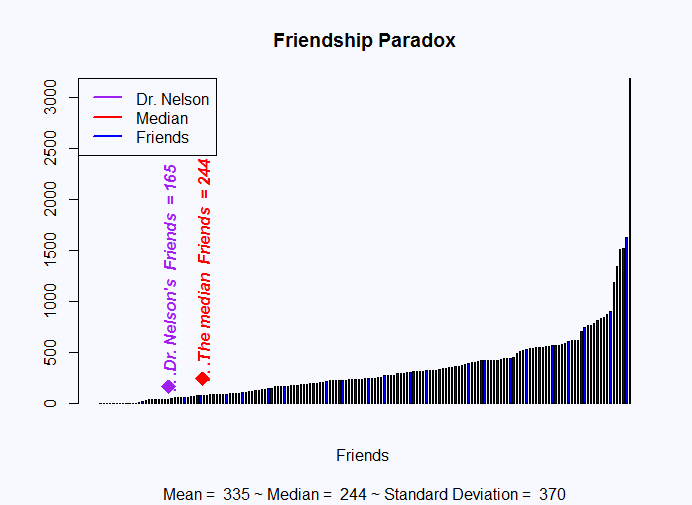 Friendship Paradox
3000
2500
2000
1500
1000
500
0
Dr. Nelson
Median
Friends
. . .Dr. Nelson's Friends = 165
. . .The median Friends = 244
Friends
Mean = 335 ~ Median = 244 ~ Standard Deviation = 370